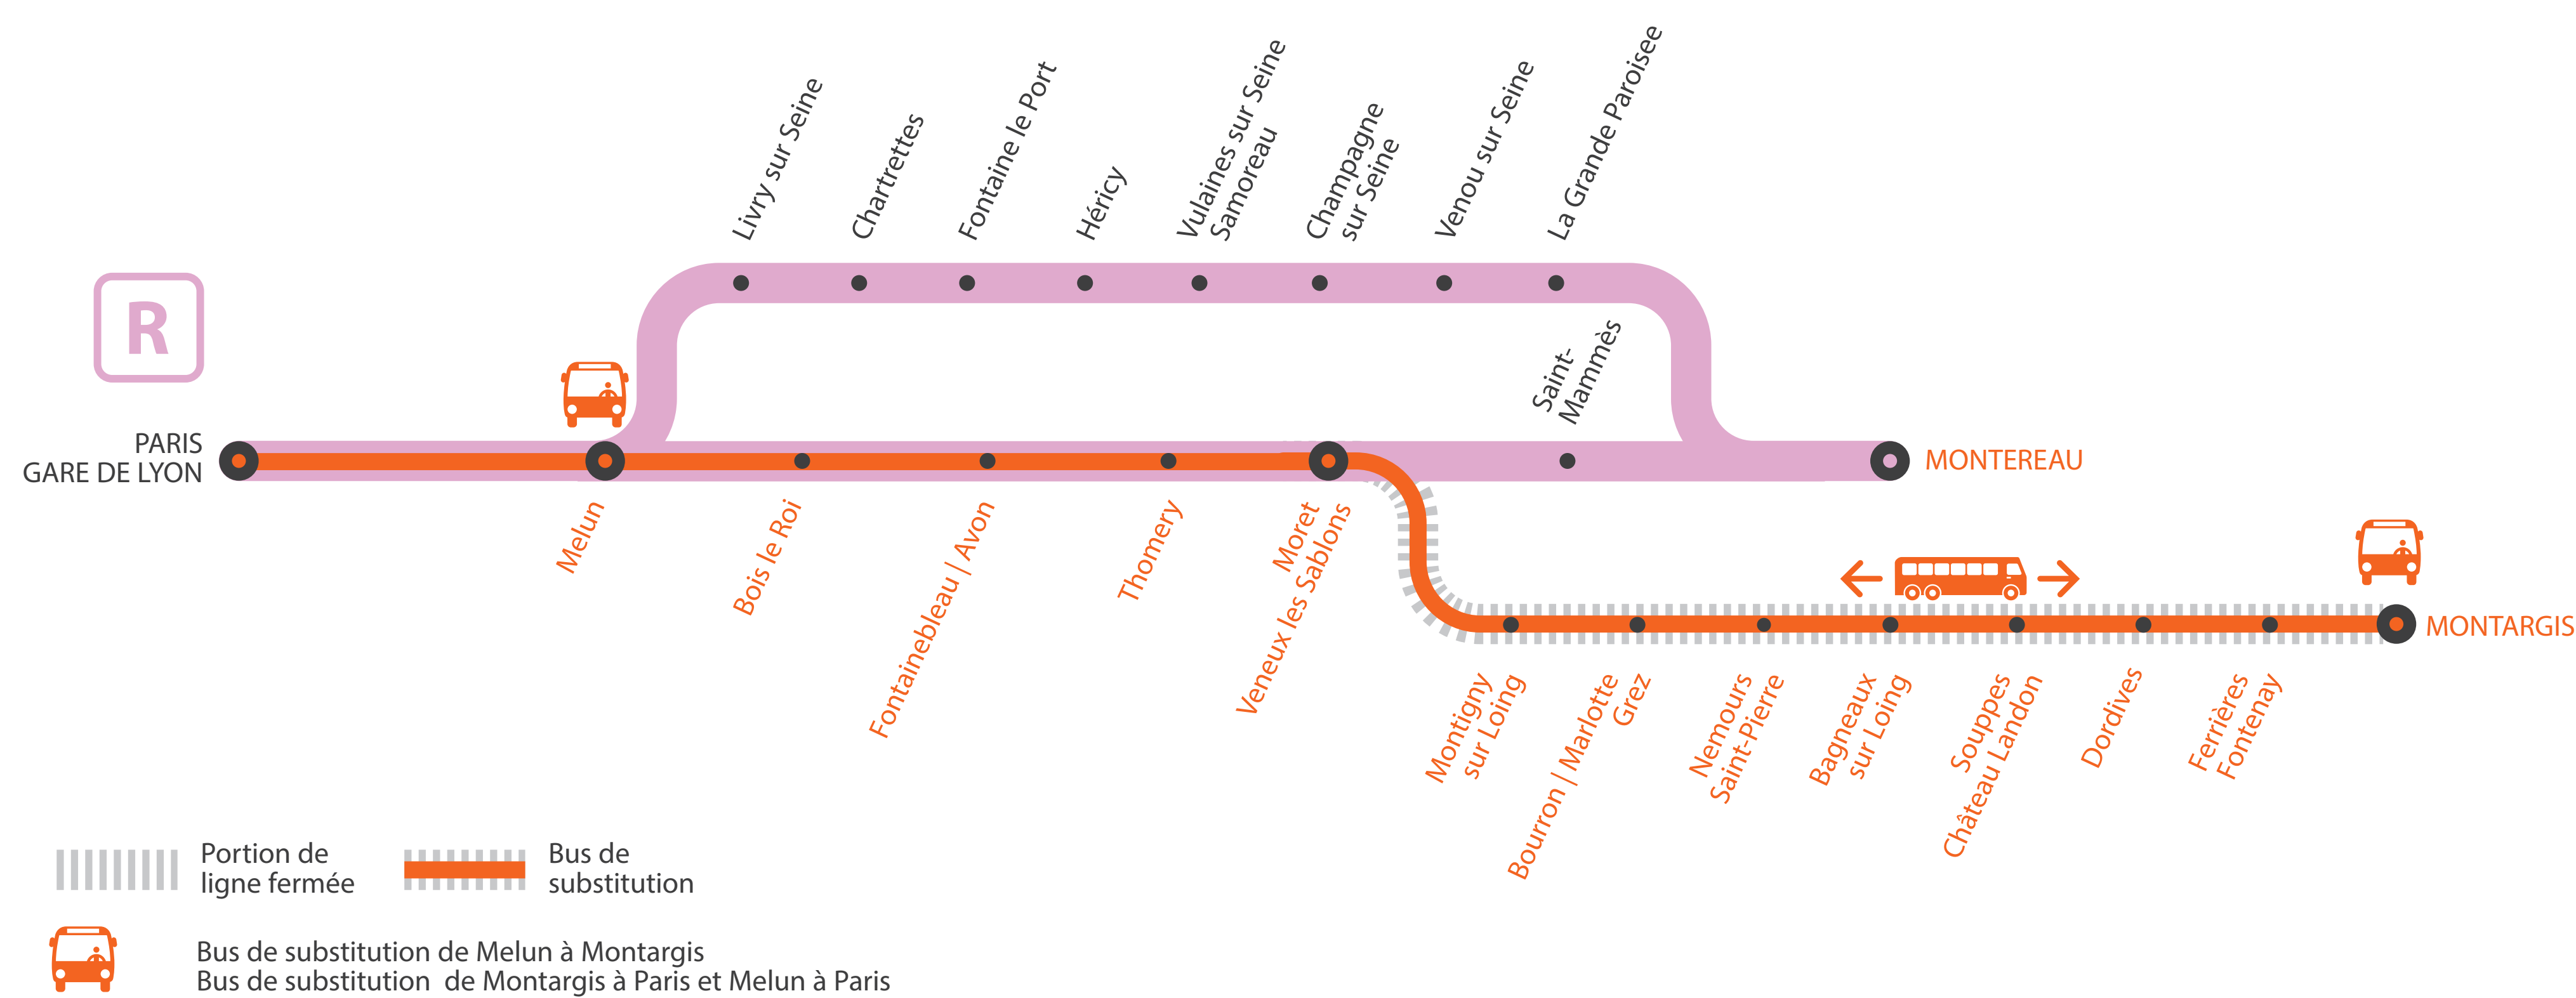 Livry sur Seine
Chartrettes
Fontaine le Port
Héricy
Vulaines sur Seine
Samoreau
Champagne
sur Seine
Venou sur Seine
La Grande Paroisee
R
Saint-
Mammès
PARIS
GARE DE LYON
MONTEREAU
Melun
Bois le Roi
Fontainebleau | Avon
Thomery
Moret
Veneux les Sablons
MONTARGIS
Montigny
sur Loing
Bourron | Marlotte
Grez
Nemours
Saint-Pierre
Bagneaux
sur Loing
Souppes
Château Landon
Dordives
Ferrières
Fontenay
Portion de
ligne fermée
Bus de
substitution
Bus de substitution de Melun à Montargis
Bus de substitution  de Montargis à Paris et Melun à Paris